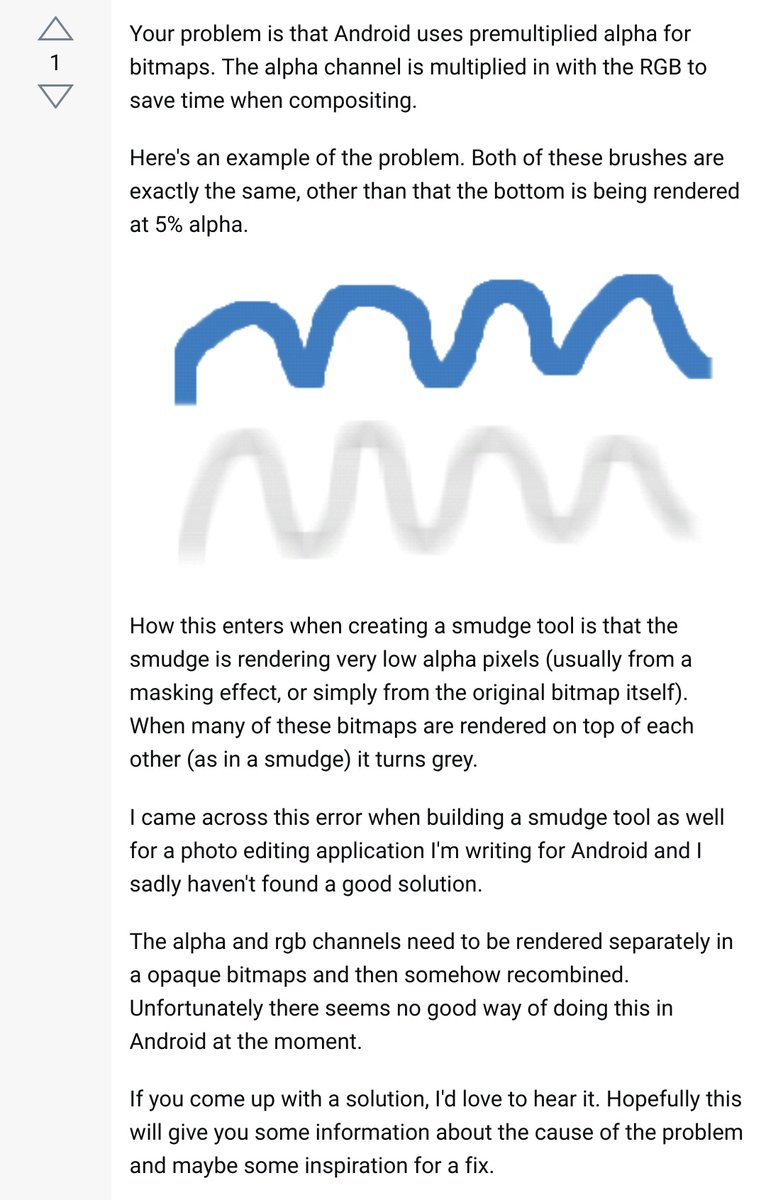 1
Your problem is that Android uses premultiplied alpha for
bitmaps. The alpha channel is multiplied in with the RGB to
save time when compositing.
Here's an example of the problem. Both of these brushes are
exactly the same, other than that the bottom is being rendered
at 5% alpha.
How this enters when creating a smudge tool is that the
smudge is rendering very low alpha pixels (usually from a
masking effect, or simply from the original bitmap itself).
When many of these bitmaps are rendered on top of each
other (as in a smudge) it turns grey.
I came across this error when building a smudge tool as well
for a photo editing application I'm writing for Android and I
sadly haven't found a good solution.
The alpha and rgb channels need to be rendered separately in
a opaque bitmaps and then somehow recombined.
Unfortunately there seems no good way of doing this in
Android at the moment.
If you come up with a solution, I'd love to hear it. Hopefully this
will give you some information about the cause of the problem
and maybe some inspiration for a fix.